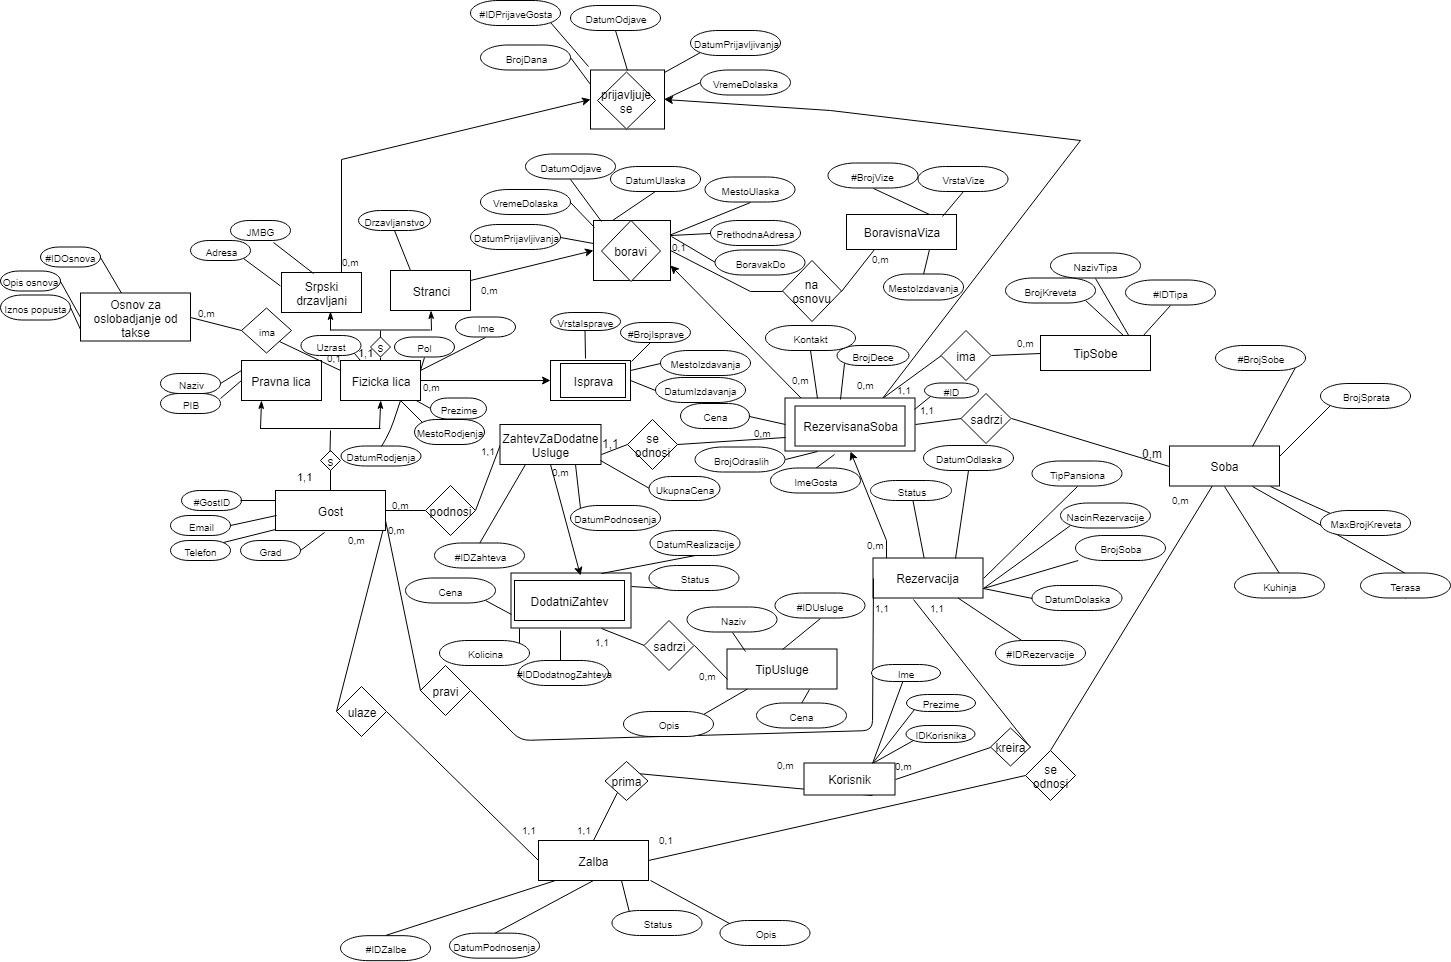 #IDPrijaveGosta
DatumOdjave
BrojDana
DatumPrijavljivanja
VremeDolaska
prijavljuje
se
DatumOdjave
DatumUlaska
MestoUlaska
VremeDolaska
PrethodnaAdresa
DatumPrijavljivanja
BoravakDo
boravi
0,1
#BrojVize
VrstaVize
BoravisnaViza
MestoIzdavanja
0,m
na
osnovu
JMBG
Adresa
Drzavljanstvo
0,m
Srpski
drzavljani
Stranci
0,m
#IDOsnova
Opis osnova
Iznos popusta
Osnov za
oslobadjanje od
takse
0,m
ima
0,1
Uzrast
1,1
S
Pol
Ime
Naziv
PIB
Pravna lica
Fizicka lica
0,m
Prezime
MestoRodjenja
DatumRodjenja
VrstaIsprave
#BrojIsprave
MestoIzdavanja
DatumIzdavanja
Isprava
NazivTipa
BrojKreveta
#IDTipa
TipSobe
0,m
ima
Kontakt
BrojDece
0,m
0,m
1,1
#ID
1,1
Cena
RezervisanaSoba
0,m
BrojOdraslih
ImeGosta
sadrzi
#BrojSobe
BrojSprata
0,m
Soba
0,m
MaxBrojKreveta
Kuhinja
Terasa
S
1,1
#GostID
Email
Telefon
Grad
Gost
0,m
0,m
0,m
podnosi
1,1
ZahtevZaDodatne
Usluge
1,1
se
odnosi
0,m
UkupnaCena
DatumPodnosenja
#IDZahteva
DatumRealizacije
Status
Cena
DodatniZahtev
Kolicina
#IDDodatnogZahteva
1,1
sadrzi
0,m
Naziv
#IDUsluge
TipUsluge
Opis
Cena
DatumOdlaska
Status
TipPansiona
NacinRezervacije
BrojSoba
DatumDolaska
#IDRezervacije
0,m
Rezervacija
1,1
1,1
pravi
ulaze
Ime
Prezime
IDKorisnika
kreira
0,m
0,m
Korisnik
prima
se
odnosi
1,1
1,1
0,1
Zalba
#IDZalbe
DatumPodnosenja
Status
Opis